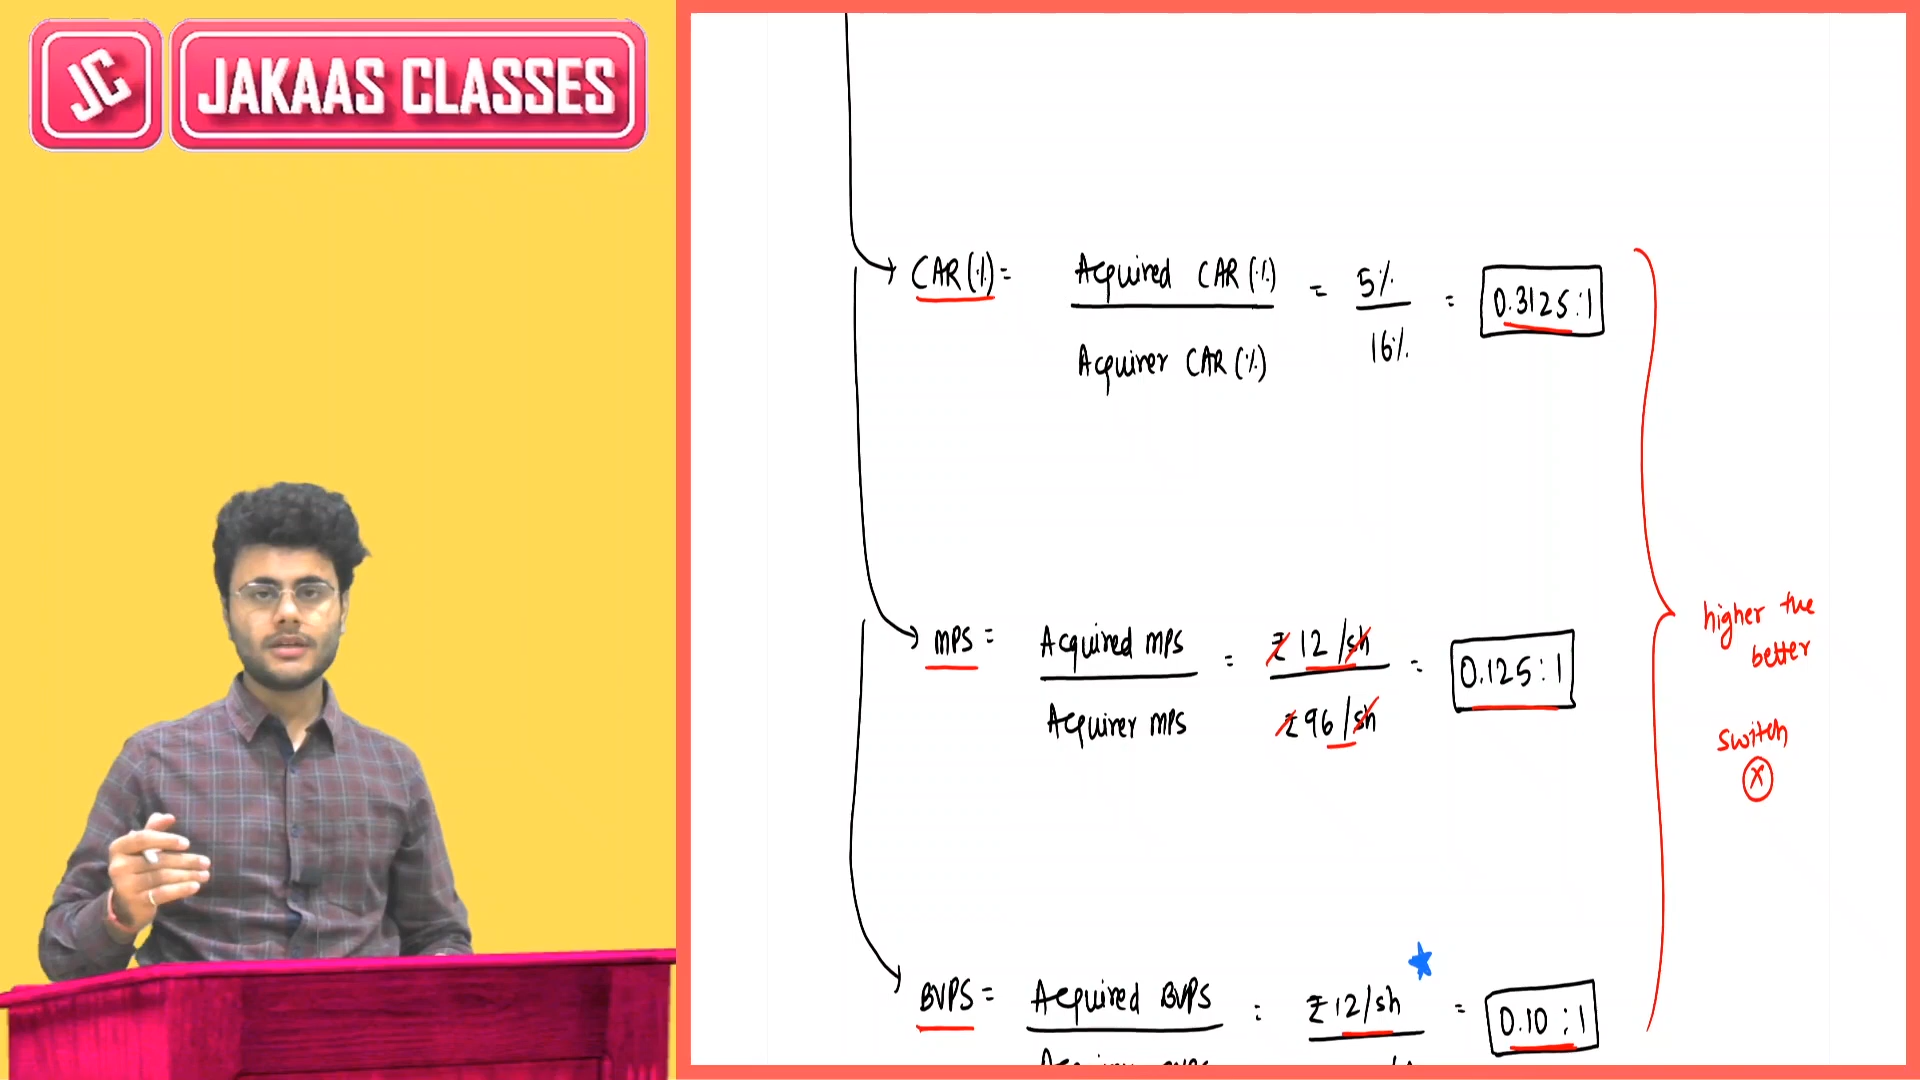 JC JAKAAS CLASSES
CAR (%) = Acquired CAR (%) = 5% = 0.3125 : 1
Acquirer CAR (%) 16%
MPS = Acquired MPS = ₹ 12 /sh = 0.125 : 1
Acquirer MPS ₹ 96 /sh
higher the
better
switch
X
BVPS = Acquired BVPS = ₹ 12/sh = 0.10 : 1